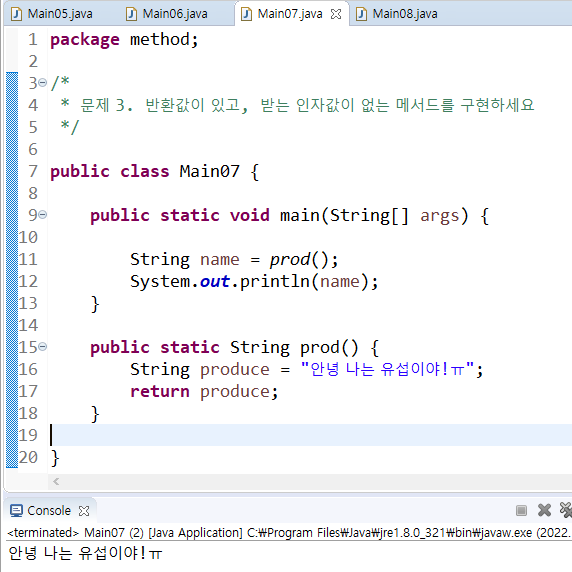 Main05.java Main06.java Main07.java Main08.java
1 package method;
2
3 /*
4 * 문제 3. 반환값이 있고, 받는 인자값이 없는 메서드를 구현하세요
5 */
6
7 public class Main07 {
8
9 public static void main(String[] args) {
10
11 String name = prod();
12 System.out.println(name);
13 }
14
15 public static String prod() {
16 String produce = "안녕 나는 유섭이야!ㅠ";
17 return produce;
18 }
19
20 }
Console
<terminated> Main07 (2) [Java Application] C:₩Program Files₩Java₩jre1.8.0_321₩bin₩javaw.exe (2022.
안녕 나는 유섭이야!ㅠ